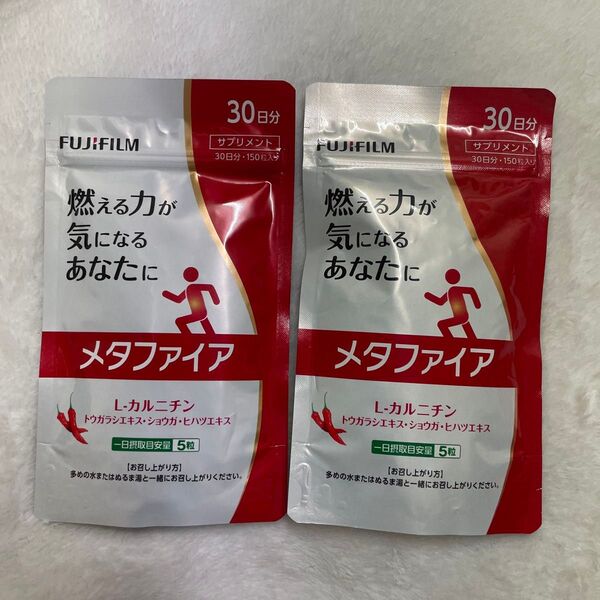 30日分
FUJIFILM
サプリメント
30日分・150粒入り
燃える力が
気になる
あなたに
メタファイア
L-カルニチン
トウガラシエキス・ショウガ・ヒハツエキス
一日摂取目安量 5粒
【お召し上がり方】
多めの水またはぬるま湯と一緒にお召し上がりください。
30日分
FUJIFILM
サプリメント
30日分・150粒入り
燃える力が
気になる
あなたに
メタファイア
L-カルニチン
トウガラシエキス・ショウガ・ヒハツエキス
一日摂取目安量 5粒
【お召し上がり方】
多めの水またはぬるま湯と一緒にお召し上がりください。